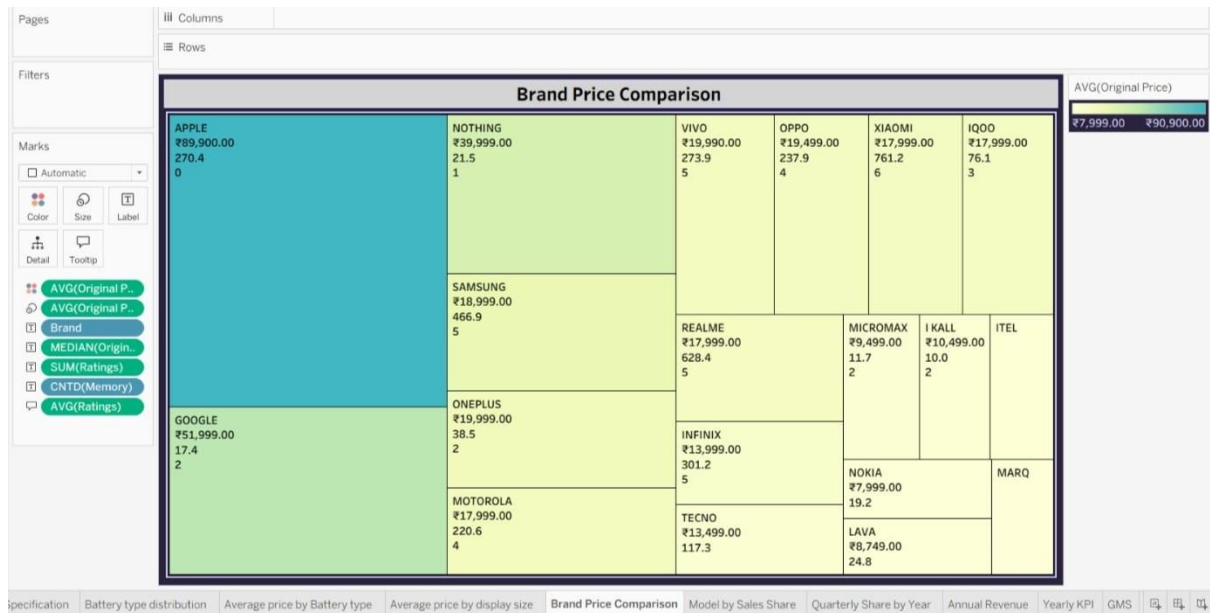 Pages
Columns
Rows
Filters
Marks
Automatic
Color
Size
Label
Detail
Tooltip
AVG(Original P..
AVG(Original P..
Brand
MEDIAN(Origin..
SUM(Ratings)
CNTD(Memory)
AVG(Ratings)
Brand Price Comparison
APPLE
₹89,900.00
270.4
0
GOOGLE
₹51,999.00
17.4
2
NOTHING
₹39,999.00
21.5
1
SAMSUNG
₹18,999.00
466.9
5
ONEPLUS
₹19,999.00
38.5
2
MOTOROLA
₹17,999.00
220.6
4
VIVO
₹19,990.00
273.9
5
OPPO
₹19,499.00
237.9
4
XIAOMI
₹17,999.00
761.2
6
IQOO
₹17,999.00
76.1
3
REALME
₹17,999.00
628.4
5
INFINIX
₹13,999.00
301.2
5
TECNO
₹13,499.00
117.3
MICROMAX
₹9,499.00
11.7
2
I KALL
₹10,499.00
10.0
2
ITEL
NOKIA
₹7,999.00
19.2
LAVA
₹8,749.00
24.8
MARQ
AVG(Original Price)
₹7,999.00 ₹90,900.00
specification
Battery type distribution
Average price by Battery type
Average price by display size
Brand Price Comparison
Model by Sales Share
Quarterly Share by Year
Annual Revenue
Yearly KPI
GMS